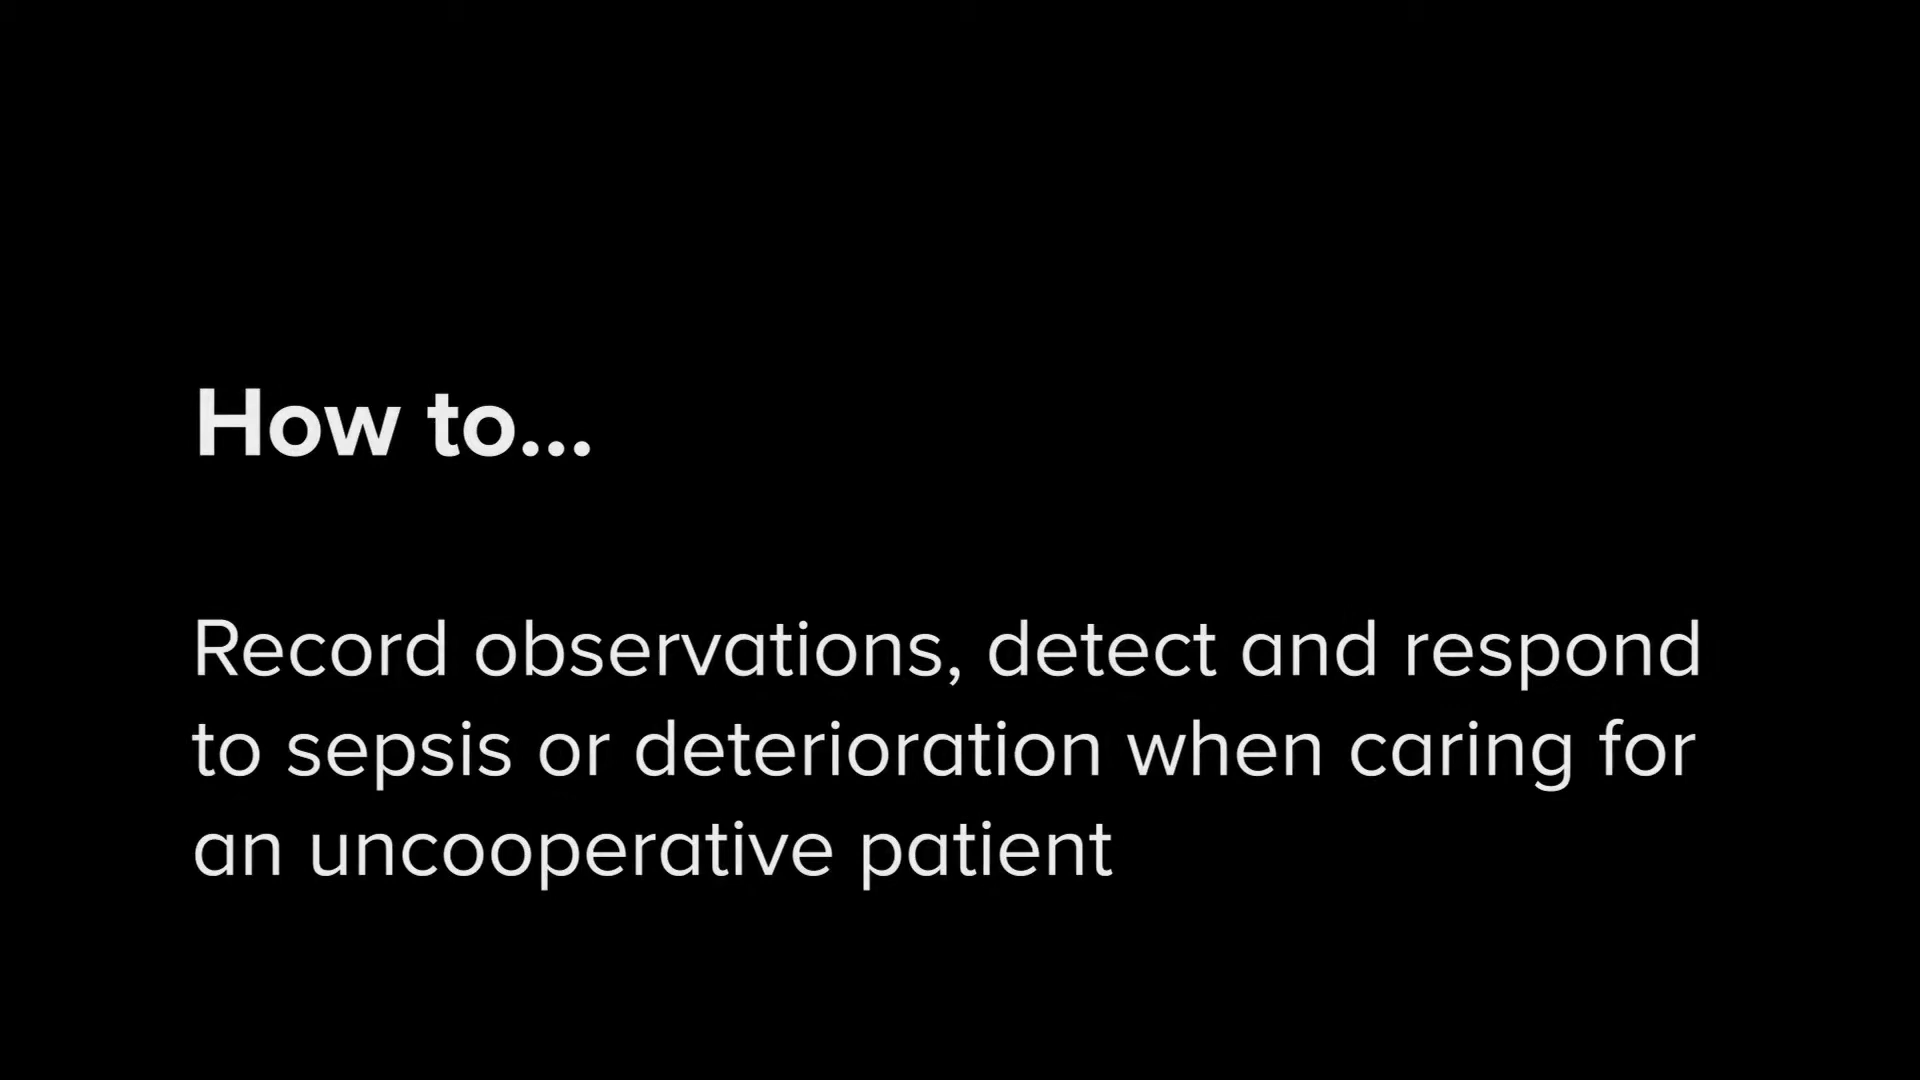 How to...
Record observations, detect and respond
to sepsis or deterioration when caring for
an uncooperative patient